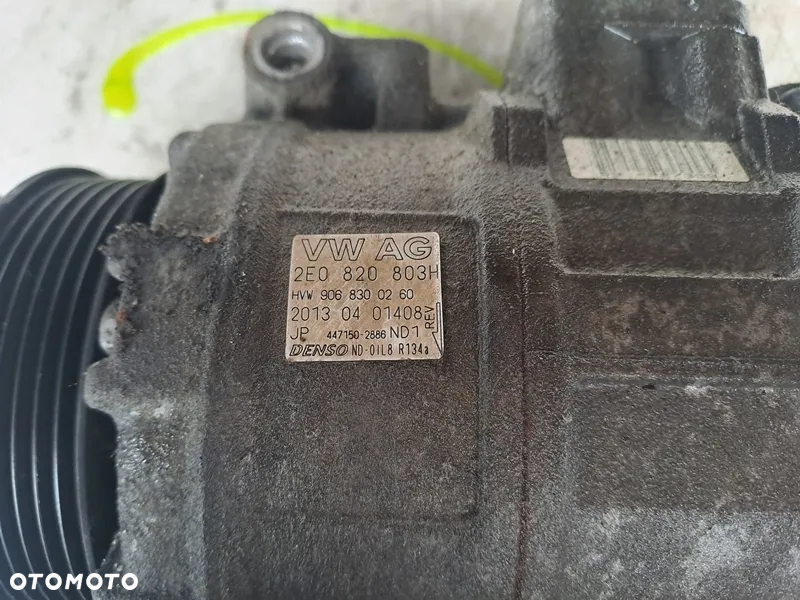 VW AG
2E0 820 803H
HVW 906 830 02 60
2013 04 01408
REV
JP 447150-2886 ND1
DENSO ND-OIL8 R134a
OTOMOTO